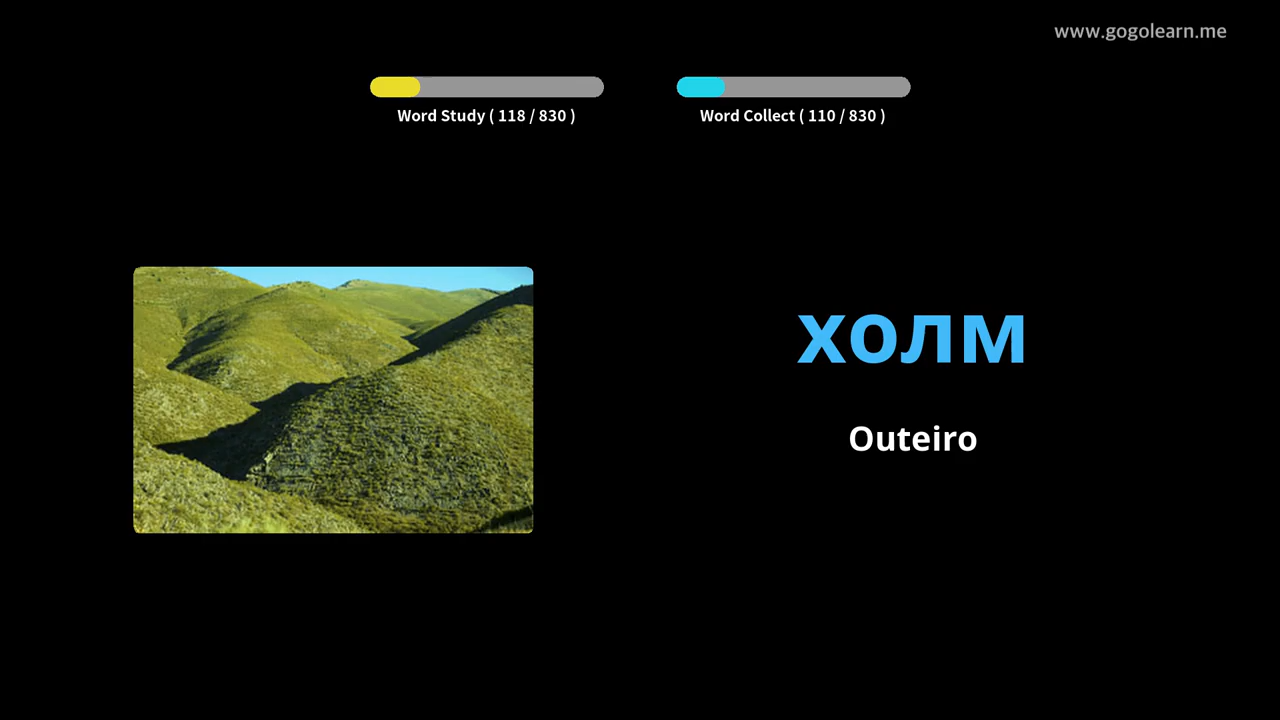 www.gogolearn.me
Word Study ( 118 / 830 )
Word Collect ( 110 / 830 )
холм
Outeiro